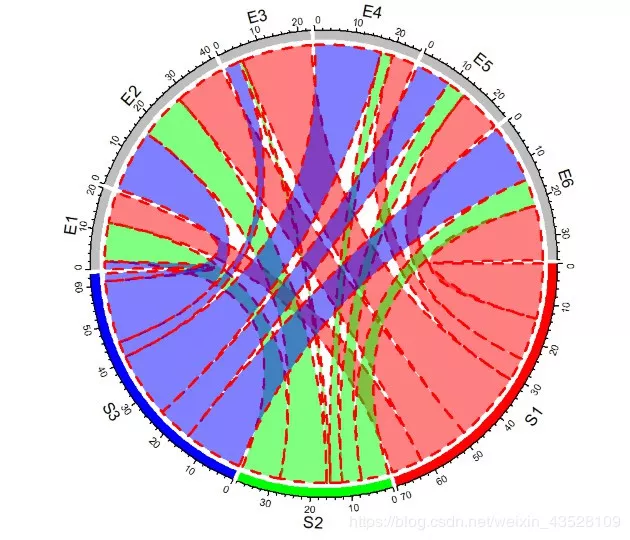 E3
E4
E5
E2
E6
E1
S1
S3
S2
0 10 20
0 10 20
0 10 20
0 10 20 30
0 10 20 30 40 50 60 70
0 10 20
0 10 20 30 40 50 60
0 10 20
0 10 20 30 40
https://blog.csdn.net/weixin_43528109